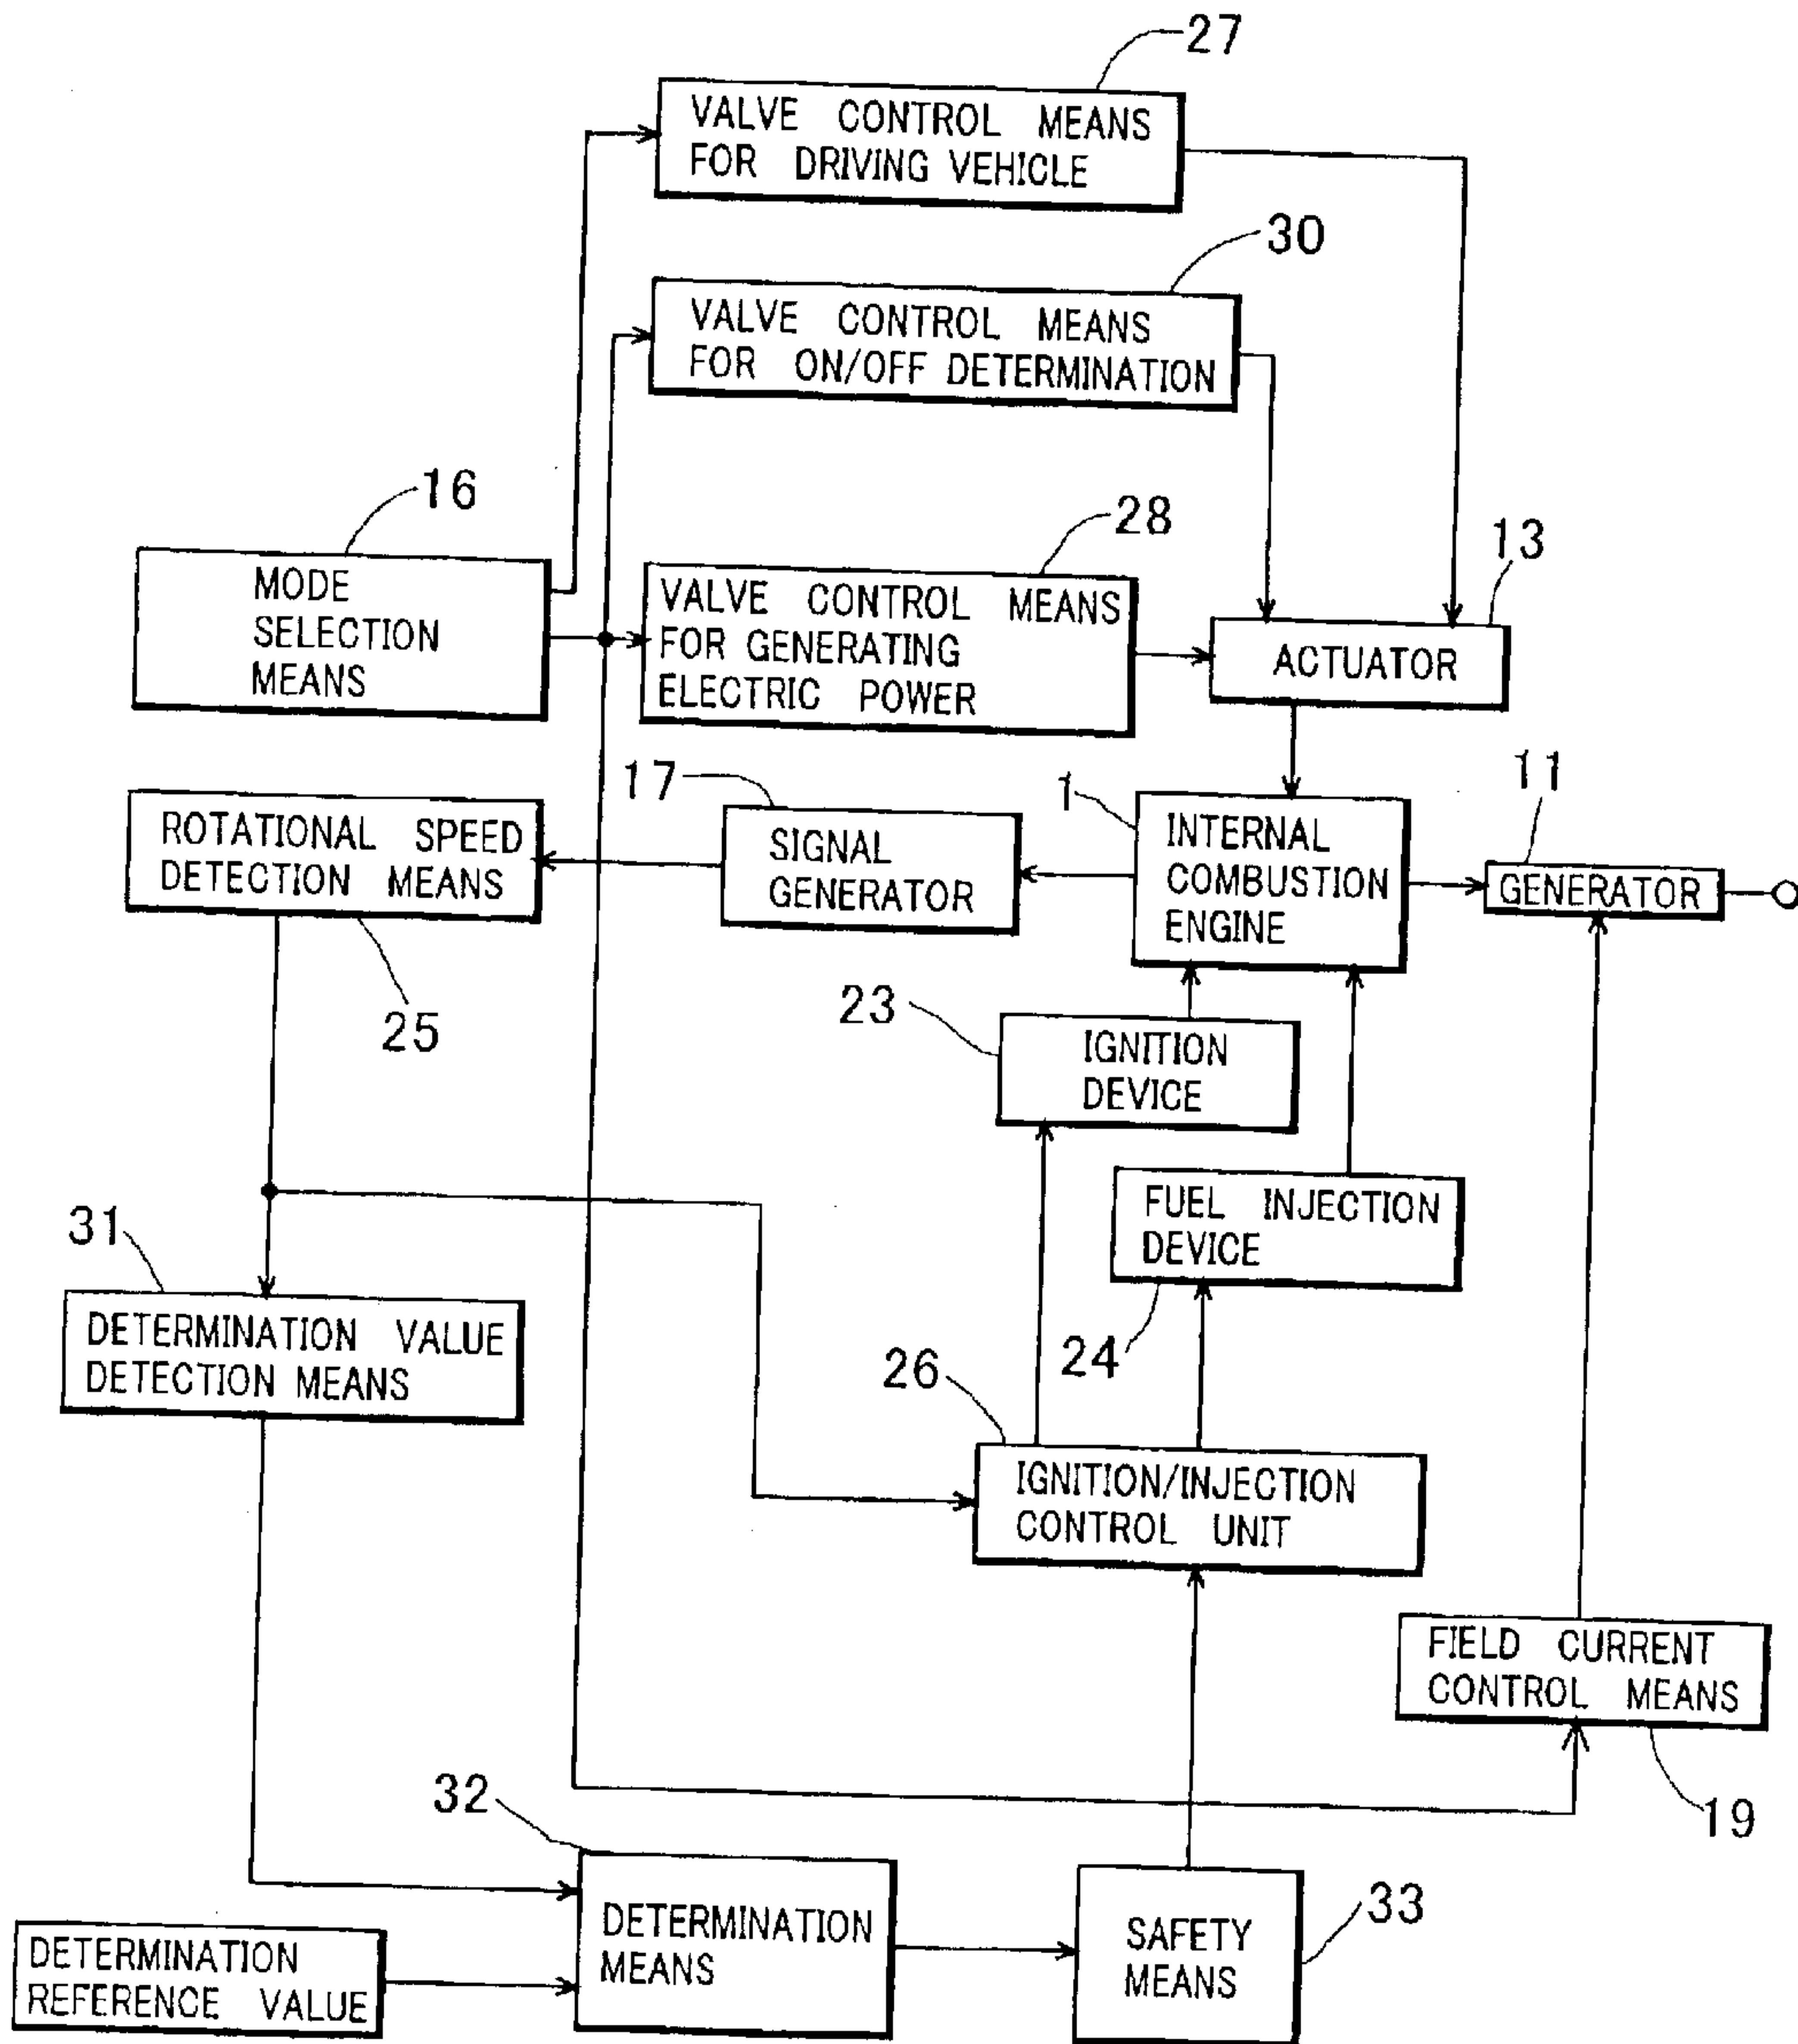 27
VALVE CONTROL MEANS
FOR DRIVING VEHICLE
30
VALVE CONTROL MEANS
FOR ON/OFF DETERMINATION
16
MODE
SELECTION
MEANS
28
VALVE CONTROL MEANS
FOR GENERATING
ELECTRIC POWER
13
ACTUATOR
17
SIGNAL
GENERATOR
1
INTERNAL
COMBUSTION
ENGINE
11
GENERATOR
ROTATIONAL SPEED
DETECTION MEANS
25
23
IGNITION
DEVICE
FUEL INJECTION
DEVICE
24
31
DETERMINATION VALUE
DETECTION MEANS
26
IGNITION/INJECTION
CONTROL UNIT
FIELD CURRENT
CONTROL MEANS
19
32
DETERMINATION
MEANS
SAFETY
MEANS
33
DETERMINATION
REFERENCE VALUE